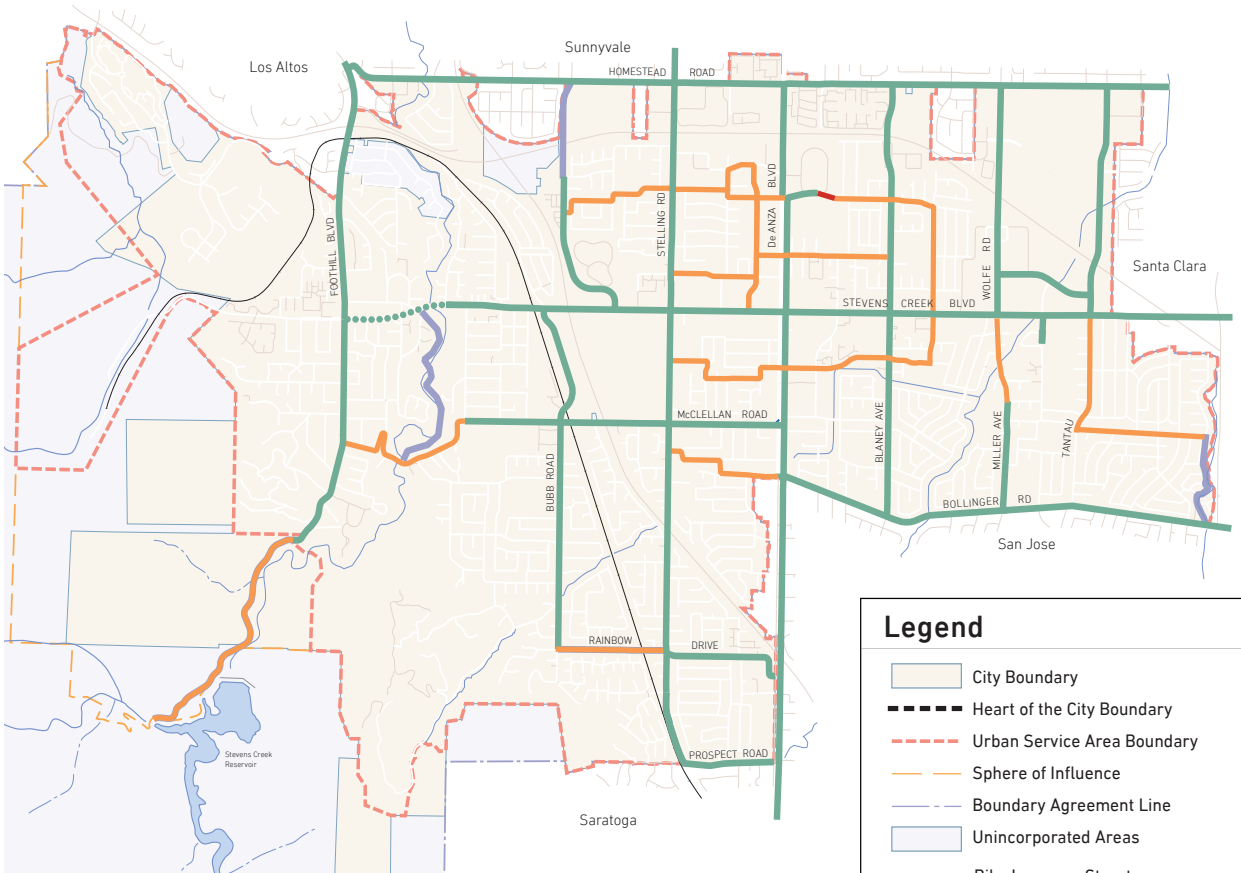 Sunnyvale
Los Altos
HOMESTEAD ROAD
FOOTHILL BLVD
STELLING RD
De ANZA BLVD
WOLFE RD
Santa Clara
STEVENS CREEK BLVD
McCLELLAN ROAD
BLANEY AVE
MILLER AVE
TANTAU
BUBB ROAD
BOLLINGER RD
San Jose
RAINBOW DRIVE
PROSPECT ROAD
Stevens Creek
Reservoir
Saratoga
Legend
City Boundary
Heart of the City Boundary
Urban Service Area Boundary
Sphere of Influence
Boundary Agreement Line
Unincorporated Areas